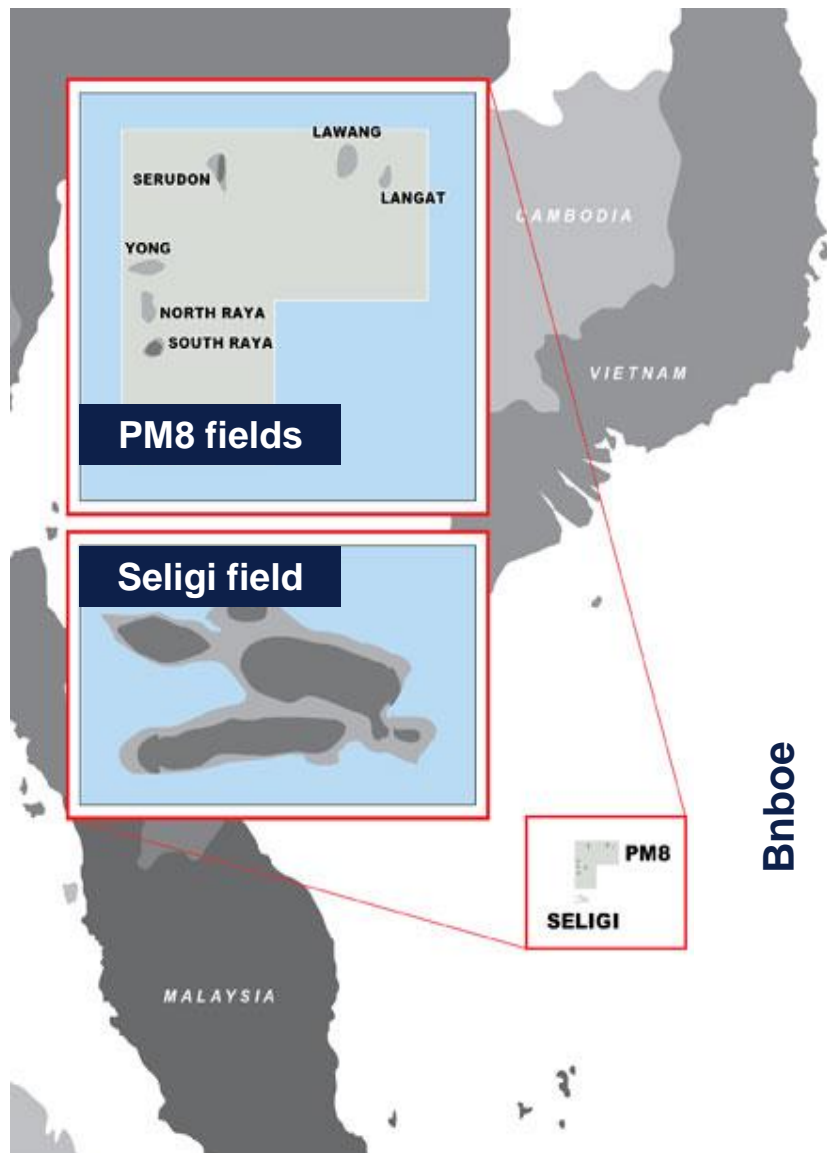 LAWANG
SERUDON
LANGAT
CAMBODIA
YONG
NORTH RAYA
SOUTH RAYA
VIETNAM
PM8 fields
Seligi field
Bnboe
PM8
SELIGI
MALAYSIA